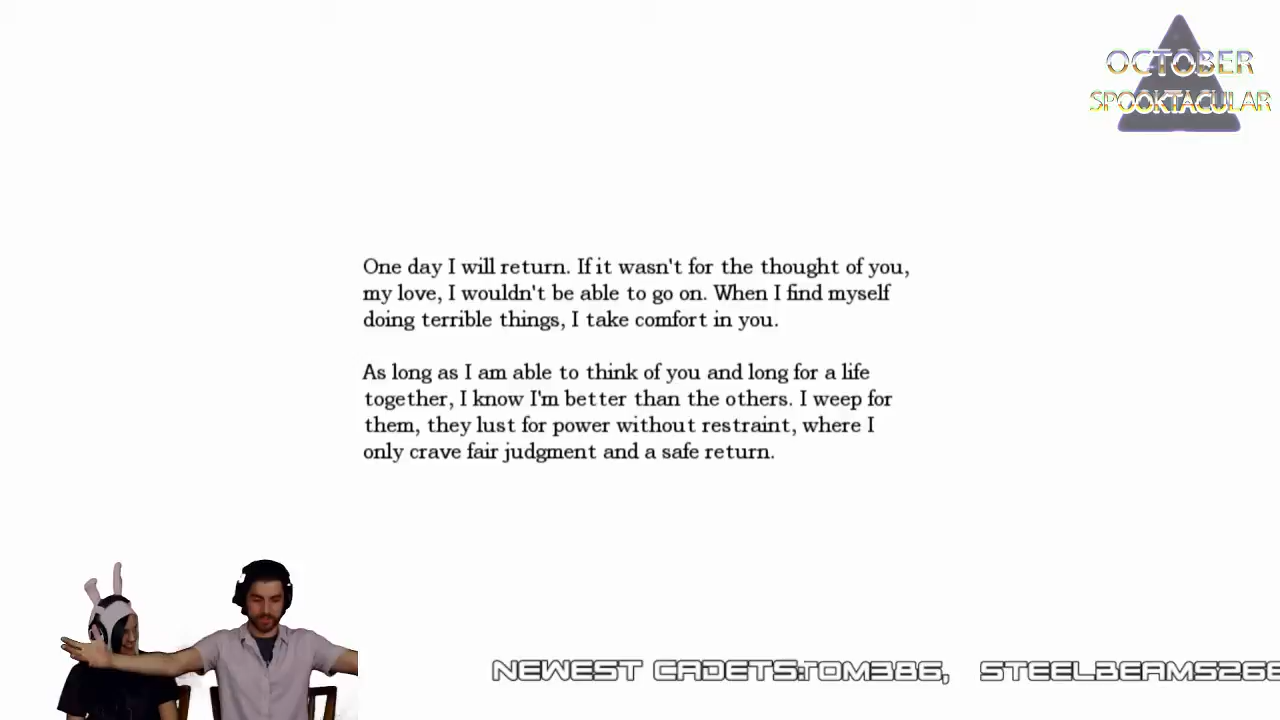 OCTOBER
SPOOKTACULAR
One day I will return. If it wasn't for the thought of you,
my love, I wouldn't be able to go on. When I find myself
doing terrible things, I take comfort in you.
As long as I am able to think of you and long for a life
together, I know I'm better than the others. I weep for
them, they lust for power without restraint, where I
only crave fair judgment and a safe return.
NEWEST CADETS:TOM386, STEELBEAMS266